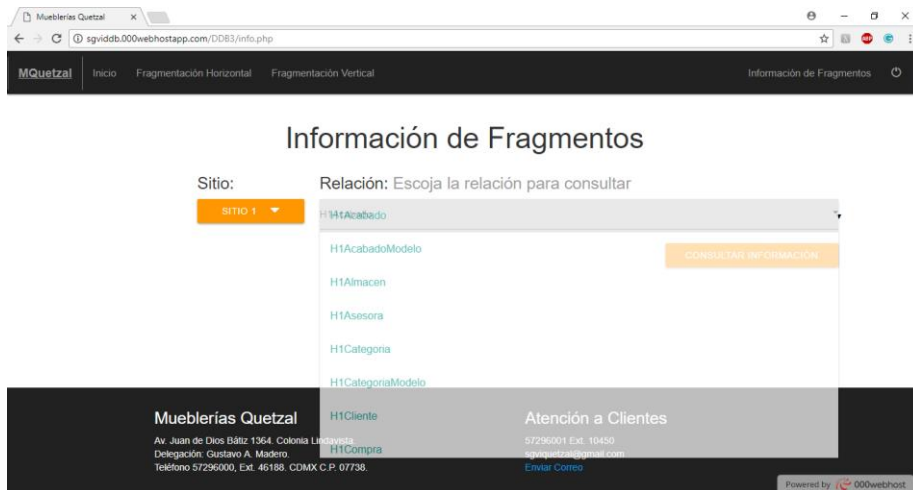 Mueblerías Quetzal
sgviddb.000webhostapp.com/DDB3/info.php
MQuetzal Inicio Fragmentación Horizontal Fragmentación Vertical Información de Fragmentos
Información de Fragmentos
Sitio: Relación: Escoja la relación para consultar
SITIO 1 H1Acabado
H1AcabadoModelo
CONSULTAR INFORMACIÓN
H1Almacen
H1Asesora
H1Categoria
H1CategoriaModelo
Mueblerías Quetzal H1Cliente Atención a Clientes
Av. Juan de Dios Bátiz 1364. Colonia Lindavista. 57296001 Ext. 10450
Delegación: Gustavo A. Madero. H1Compra sgviquetzal@gmail.com
Teléfono 57296000, Ext. 46188. CDMX C.P. 07738. Enviar Correo
Powered by 000webhost